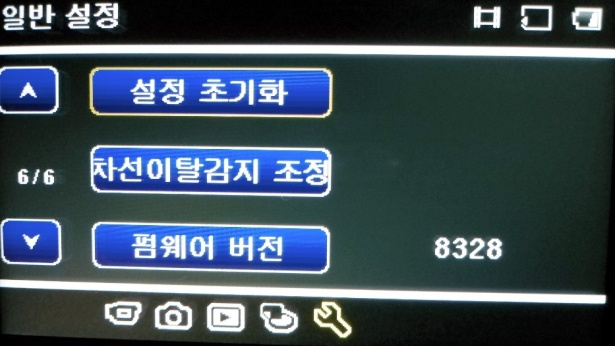 일반 설정
설정 초기화
차선이탈감지 조정
6/6
펌웨어 버전 8328